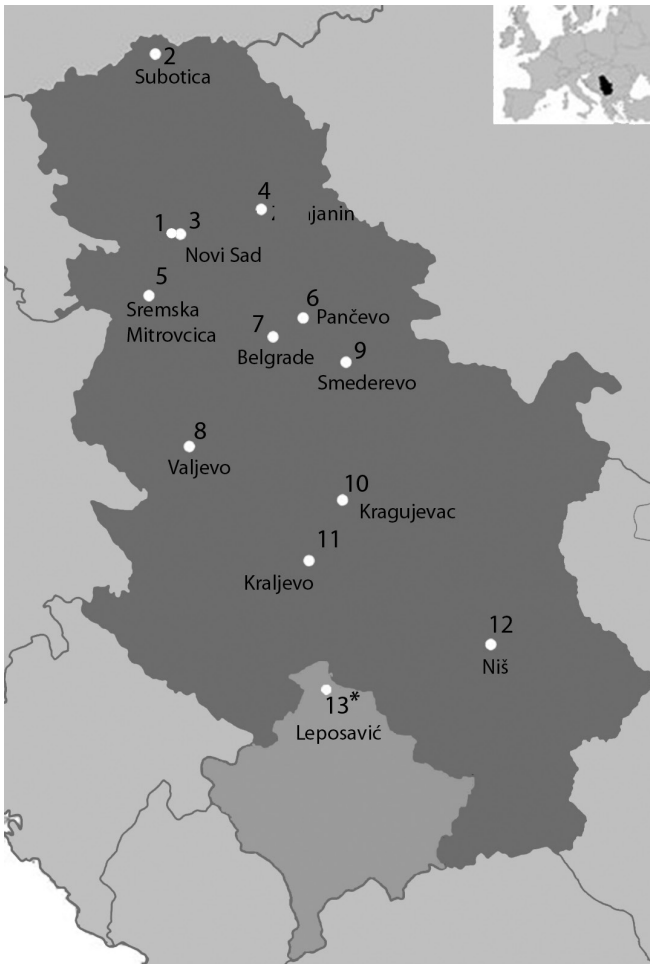 2
Subotica
4
1 3
Novi Sad
5
Sremska
Mitrovcica
6
Pančevo
7
Belgrade
9
Smederevo
8
Valjevo
10
Kragujevac
11
Kraljevo
12
Niš
13*
Leposavić